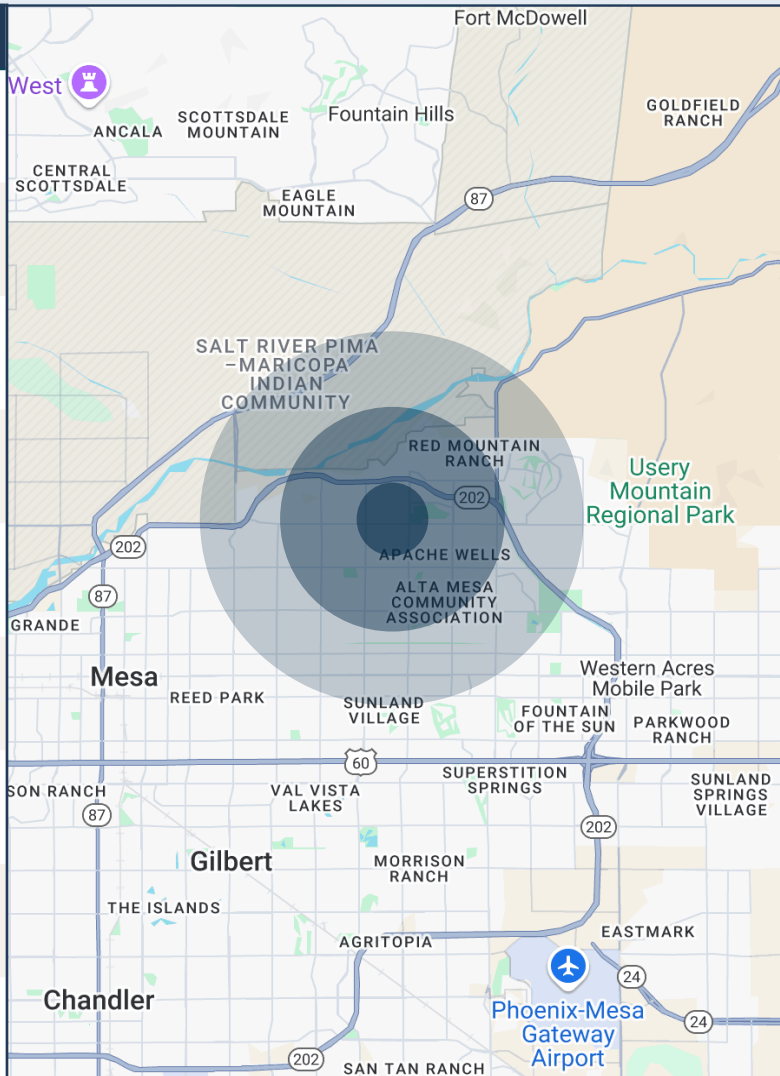 Fort McDowell
West
GOLDFIELD
RANCH
Fountain Hills
SCOTTSDALE
MOUNTAIN
ANCALA
CENTRAL
SCOTTSDALE
EAGLE
MOUNTAIN
87
SALT RIVER PIMA
–MARICOPA
INDIAN
COMMUNITY
RED MOUNTAIN
RANCH
Usery
Mountain
Regional Park
202
202
APACHE WELLS
ALTA MESA
COMMUNITY
ASSOCIATION
87
GRANDE
Mesa
Western Acres
Mobile Park
REED PARK
SUNLAND
VILLAGE
FOUNTAIN
OF THE SUN
PARKWOOD
RANCH
60
SON RANCH
VAL VISTA
LAKES
SUPERSTITION
SPRINGS
SUNLAND
SPRINGS
VILLAGE
87
202
Gilbert
MORRISON
RANCH
THE ISLANDS
AGRITOPIA
EASTMARK
24
Chandler
Phoenix-Mesa
Gateway
Airport
24
202
SAN TAN RANCH